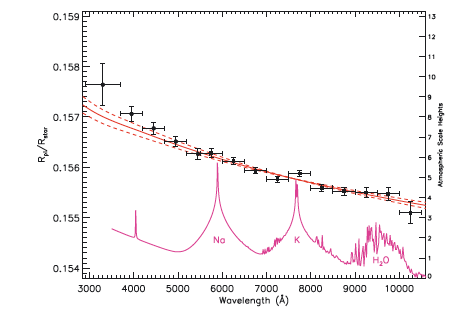 0.159
0.158
0.157
0.156
0.155
0.154
R_pl/R_star
13
12
11
10
9
8
7
6
5
4
3
2
1
0
Atmospheric Scale Heights
Na
K
H₂O
3000 4000 5000 6000 7000 8000 9000 10000
Wavelength (Å)